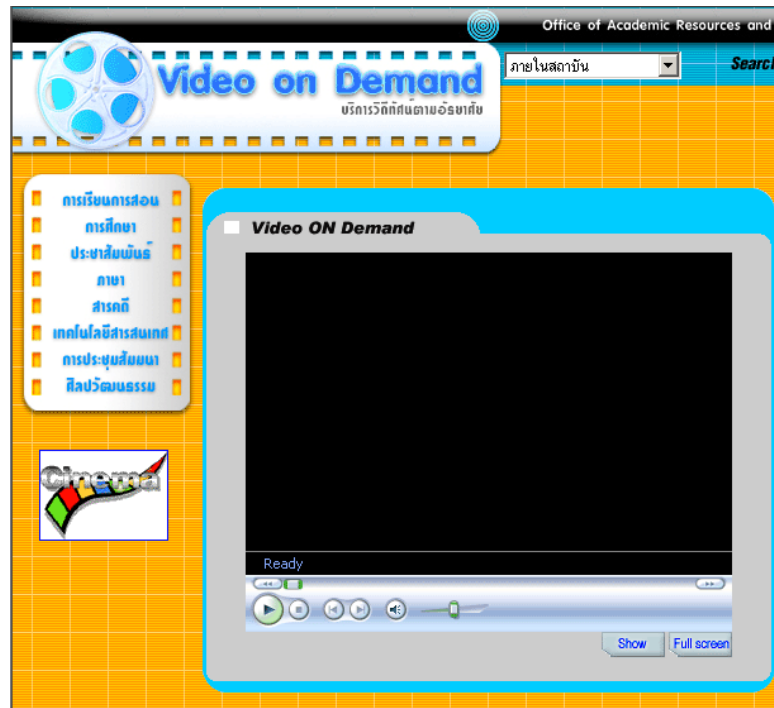 Office of Academic Resources and
Video on Demand
บริการวิดีทัศน์ตามอัธยาศัย
ภายในสถาบัน
Search
การเรียนการสอน
การศึกษา
ประชาสัมพันธ์
ภาษา
สารคดี
เทคโนโลยีสารสนเทศ
การประชุมสัมมนา
ศิลปวัฒนธรรม
Video ON Demand
Cinema
Ready
Show
Full screen